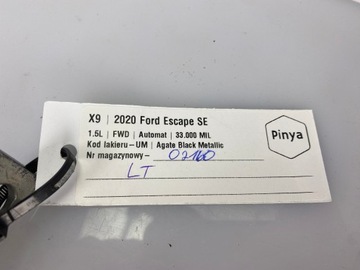 X9 | 2020 Ford Escape SE
1.5L | FWD | Automat | 33.000 MIL
Kod lakieru – UM | Agate Black Metallic
Nr magazynowy – 02160
LT
Pinya